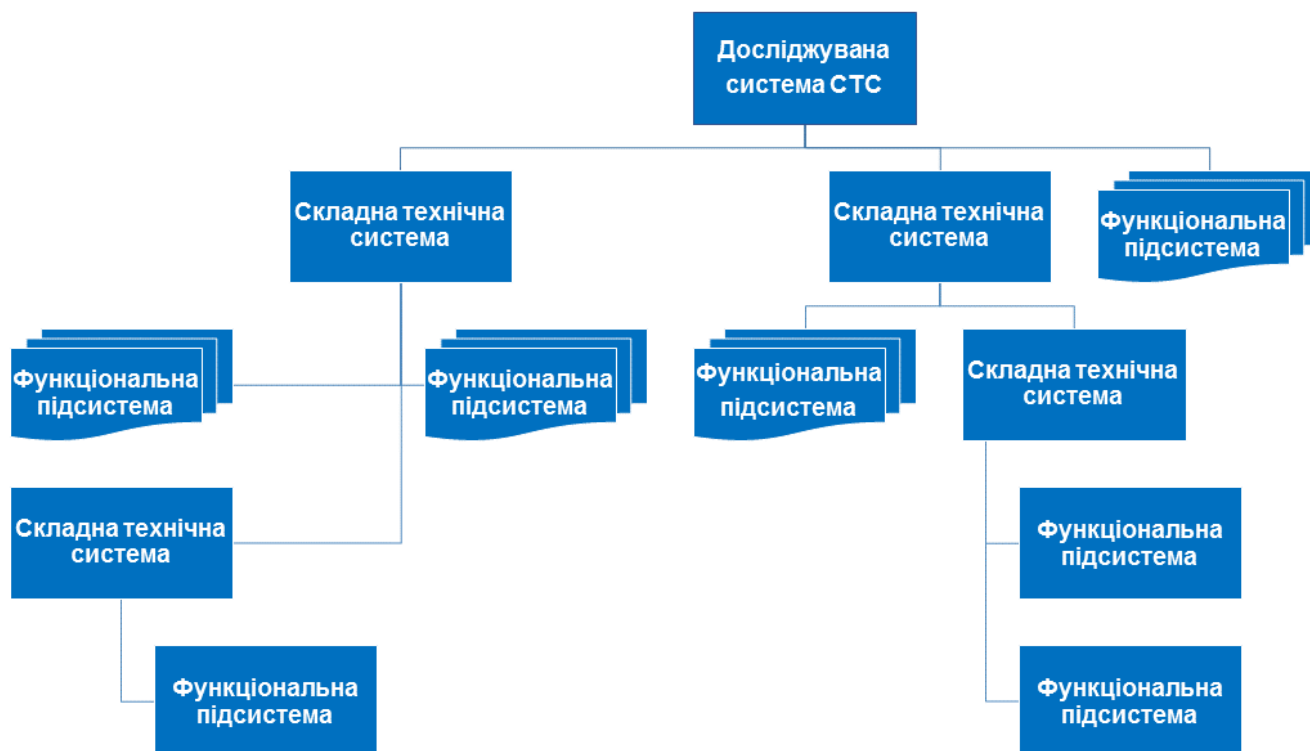 Досліджувана
система СТС
Складна технічна
система
Складна технічна
система
Функціональна
підсистема
Функціональна
підсистема
Функціональна
підсистема
Функціональна
підсистема
Складна технічна
система
Складна технічна
система
Функціональна
підсистема
Функціональна
підсистема
Функціональна
підсистема